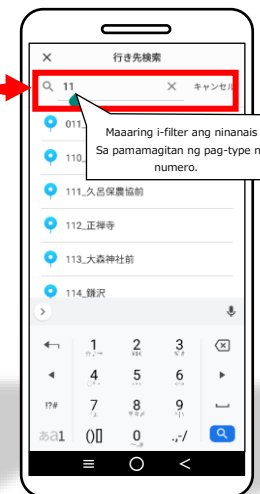 行き先検索
11
キャンセル
011_
Maaaring i-filter ang ninanais
Sa pamamagitan ng pag-type n
numero.
110_
111_久呂保農協前
112_正禅寺
113_大森神社前
114_鎌沢
1 2 3
4 5 6
!?# 7 8 9
あa1 ()[] 0 .,-/